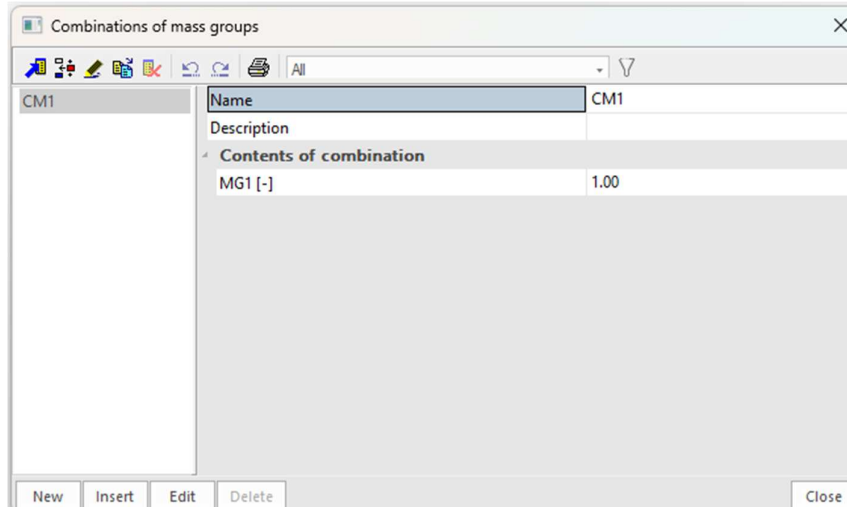 Combinations of mass groups
All
CM1
Name CM1
Description
Contents of combination
MG1 [-] 1.00
New Insert Edit Delete Close